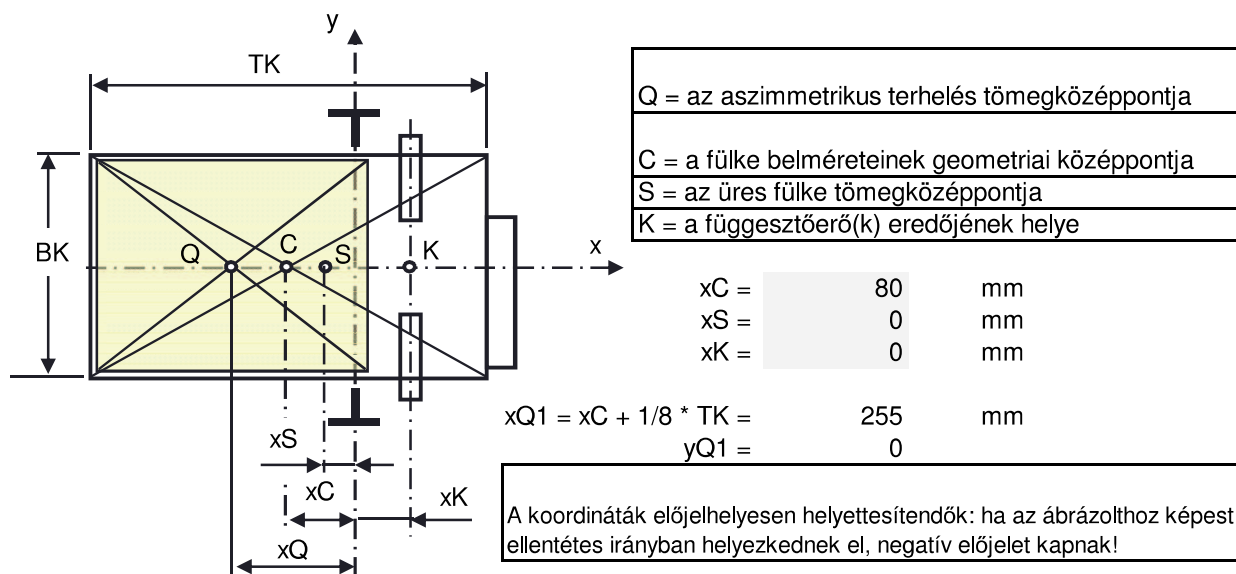 y
TK
BK
Q
C
S
K
x
xS
xC
xK
xQ
Q = az aszimmetrikus terhelés tömegközéppontja
C = a fülke belméreteinek geometriai középpontja
S = az üres fülke tömegközéppontja
K = a függesztőerő(k) eredőjének helye
xC = 80 mm
xS = 0 mm
xK = 0 mm
xQ1 = xC + 1/8 * TK = 255 mm
yQ1 = 0
A koordináták előjelhelyesen helyettesítendők: ha az ábrázolthoz képest
ellentétes irányban helyezkednek el, negatív előjelet kapnak!